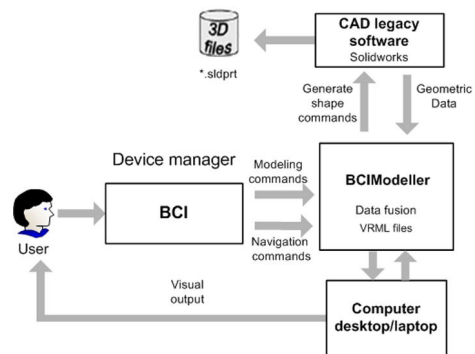 3D
files
*.sldprt
CAD legacy
software
Solidworks
Generate
shape
commands
Geometric
Data
Device manager
BCI
Modeling
commands
Navigation
commands
BCIModeller
Data fusion
VRML files
User
Visual
output
Computer
desktop/laptop